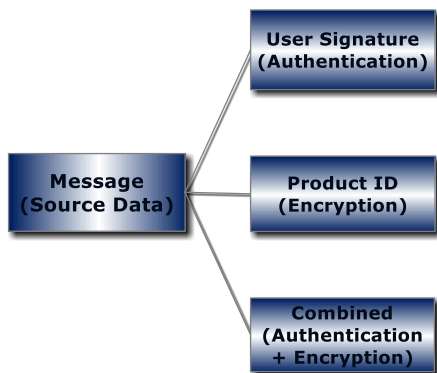 User Signature
(Authentication)
Message
(Source Data)
Product ID
(Encryption)
Combined
(Authentication
+ Encryption)